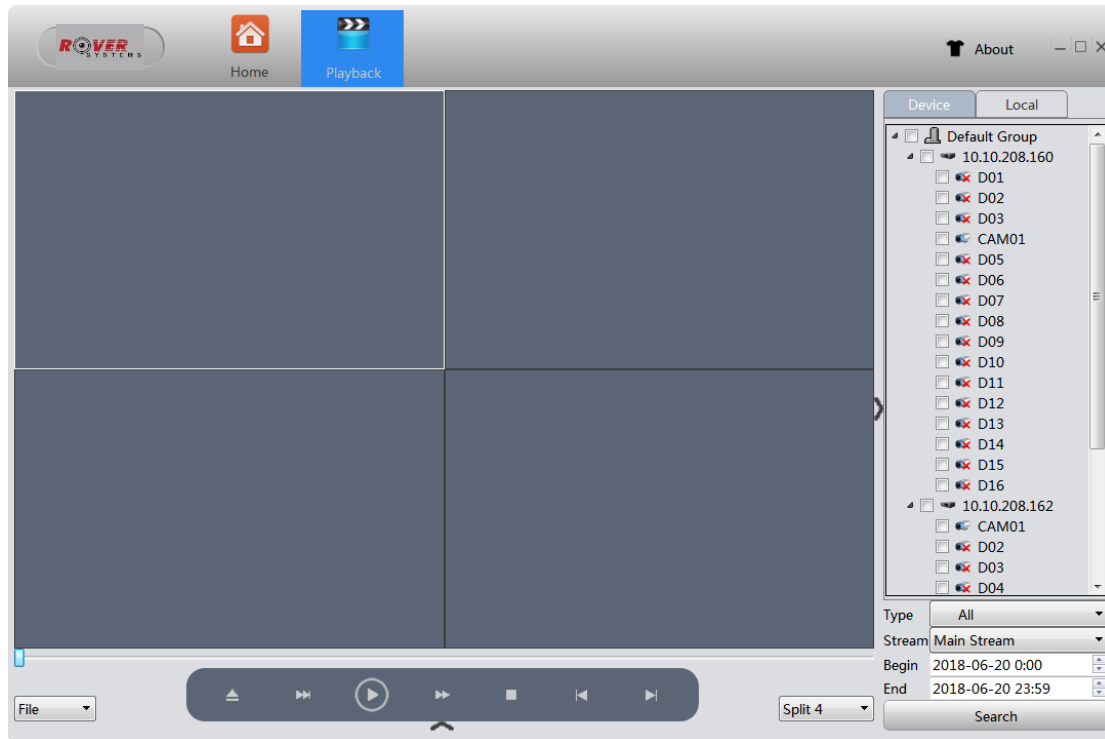 ROVER
SYSTEMS
Home
Playback
About
Device
Local
Default Group
10.10.208.160
D01
D02
D03
CAM01
D05
D06
D07
D08
D09
D10
D11
D12
D13
D14
D15
D16
10.10.208.162
CAM01
D02
D03
D04
Type All
Stream Main Stream
Begin 2018-06-20 0:00
End 2018-06-20 23:59
Search
File
Split 4